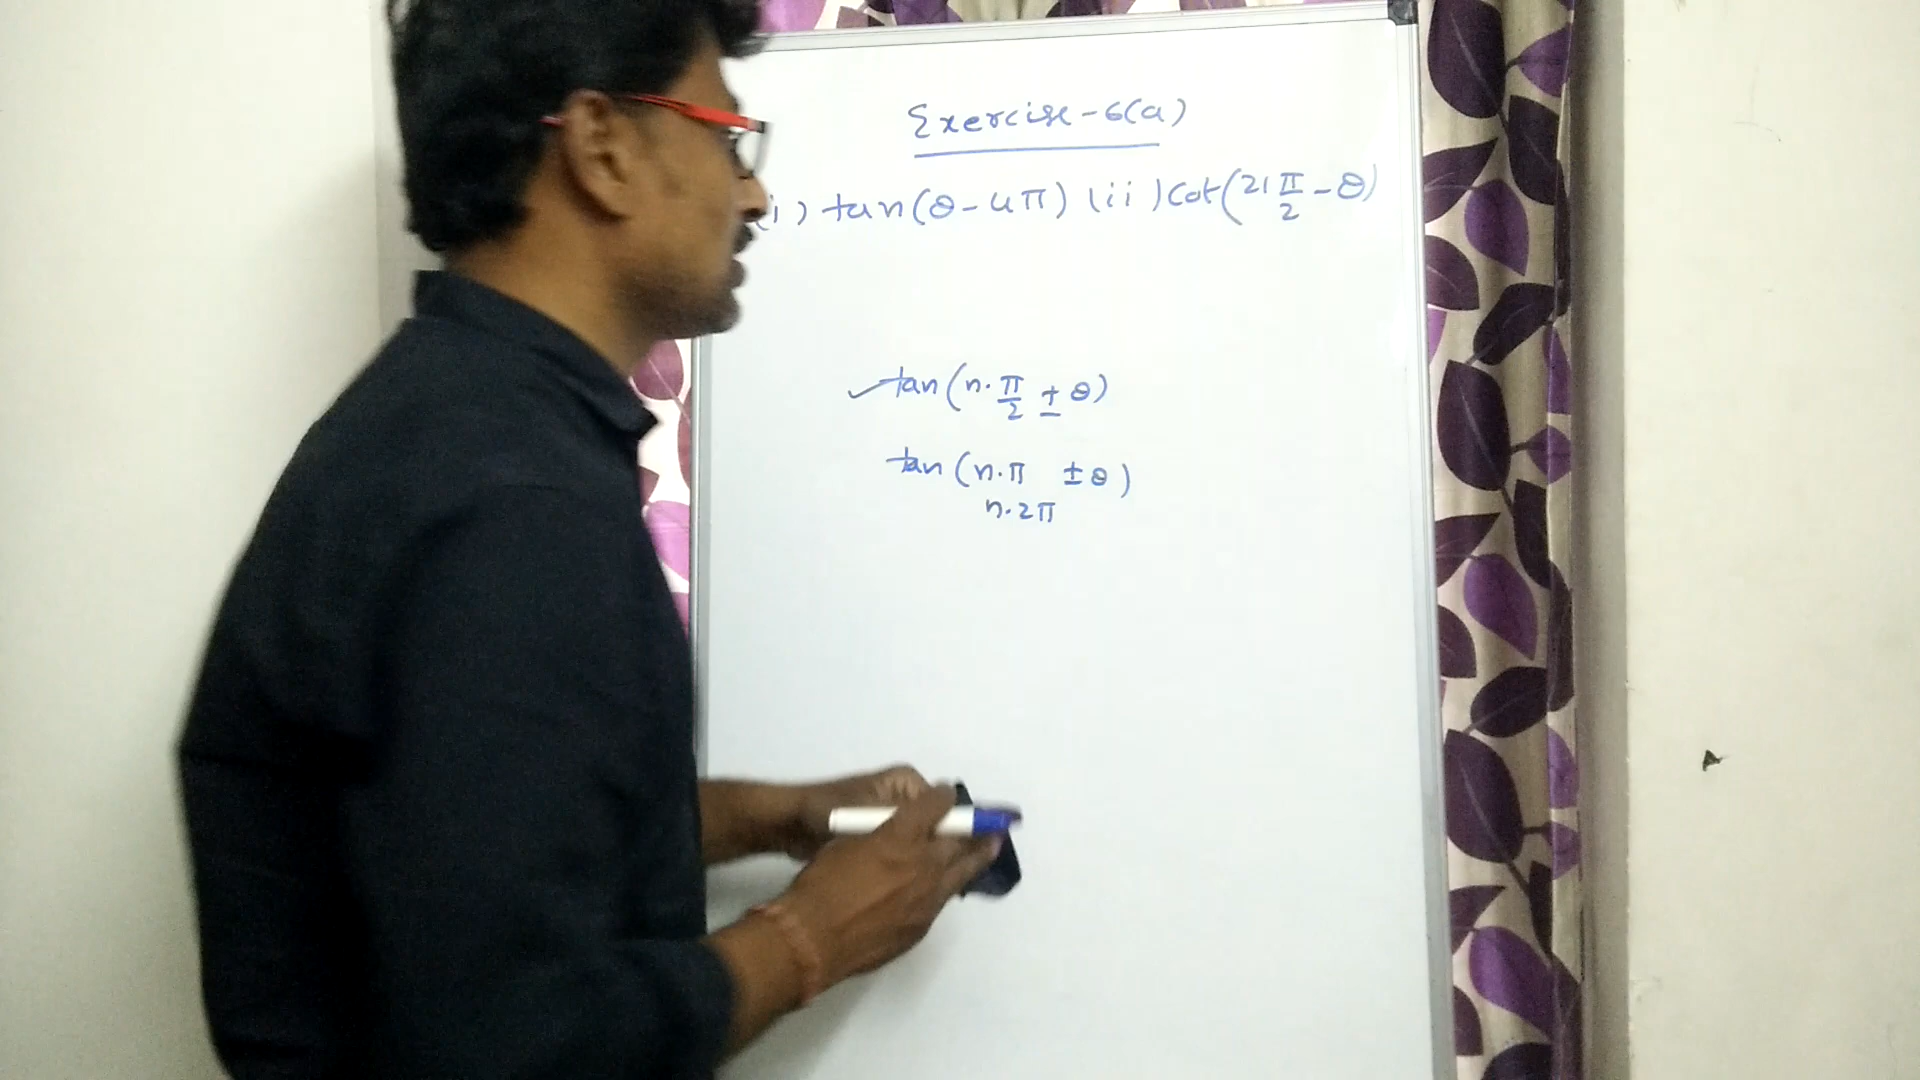 Exercise-6(a)
(i) tan(θ-4π) (ii) cot(21 π/2 - θ)
tan(n. π/2 ± θ)
tan(n.π ± θ)
n.2π